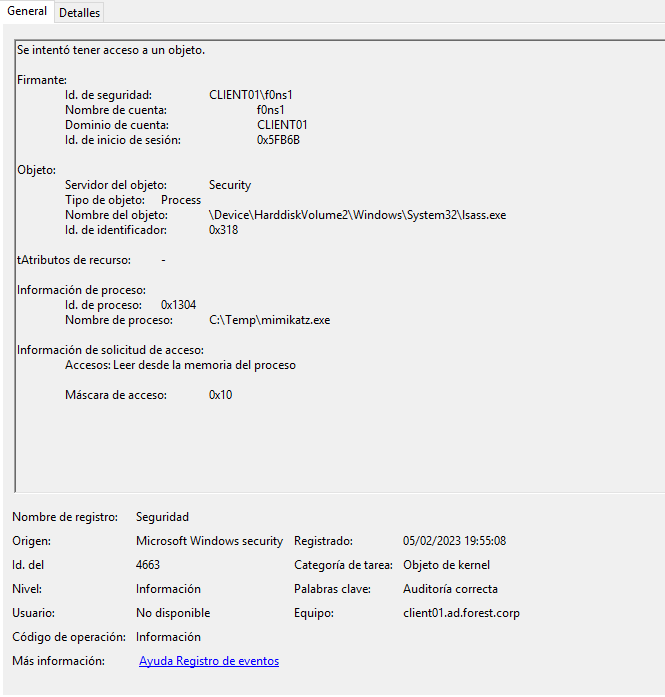 General Detalles
Se intentó tener acceso a un objeto.
Firmante:
Id. de seguridad: CLIENT01\f0ns1
Nombre de cuenta: f0ns1
Dominio de cuenta: CLIENT01
Id. de inicio de sesión: 0x5FB6B
Objeto:
Servidor del objeto: Security
Tipo de objeto: Process
Nombre del objeto: \Device\HarddiskVolume2\Windows\System32\lsass.exe
Id. de identificador: 0x318
tAtributos de recurso: -
Información de proceso:
Id. de proceso: 0x1304
Nombre de proceso: C:\Temp\mimikatz.exe
Información de solicitud de acceso:
Accesos: Leer desde la memoria del proceso
Máscara de acceso: 0x10
Nombre de registro: Seguridad
Origen: Microsoft Windows security Registrado: 05/02/2023 19:55:08
Id. del 4663 Categoría de tarea: Objeto de kernel
Nivel: Información Palabras clave: Auditoría correcta
Usuario: No disponible Equipo: client01.ad.forest.corp
Código de operación: Información
Más información: Ayuda Registro de eventos